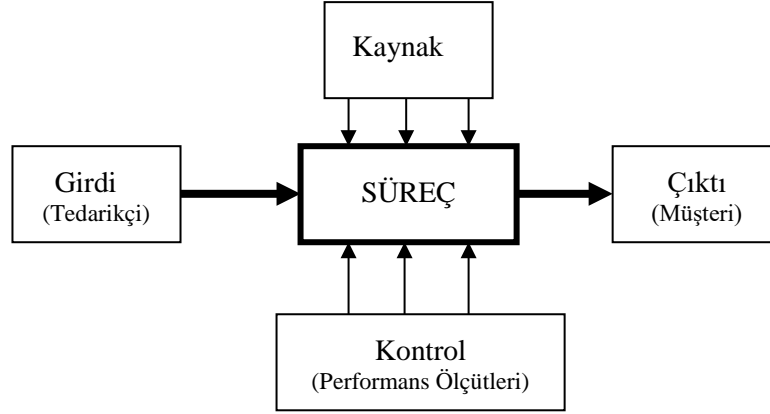 Kaynak
Girdi
(Tedarikçi)
SÜREÇ
Çıktı
(Müşteri)
Kontrol
(Performans Ölçütleri)